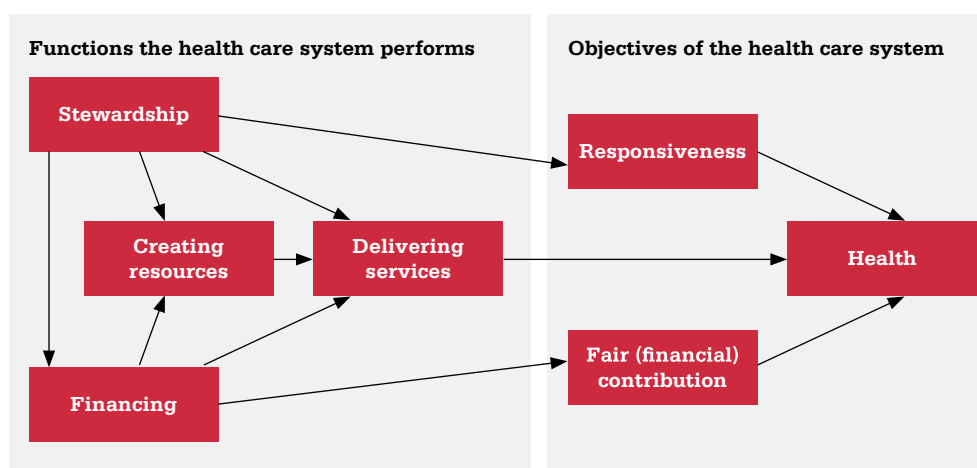 Functions the health care system performs
Objectives of the health care system
Stewardship
Responsiveness
Creating
resources
Delivering
services
Health
Fair (financial)
contribution
Financing